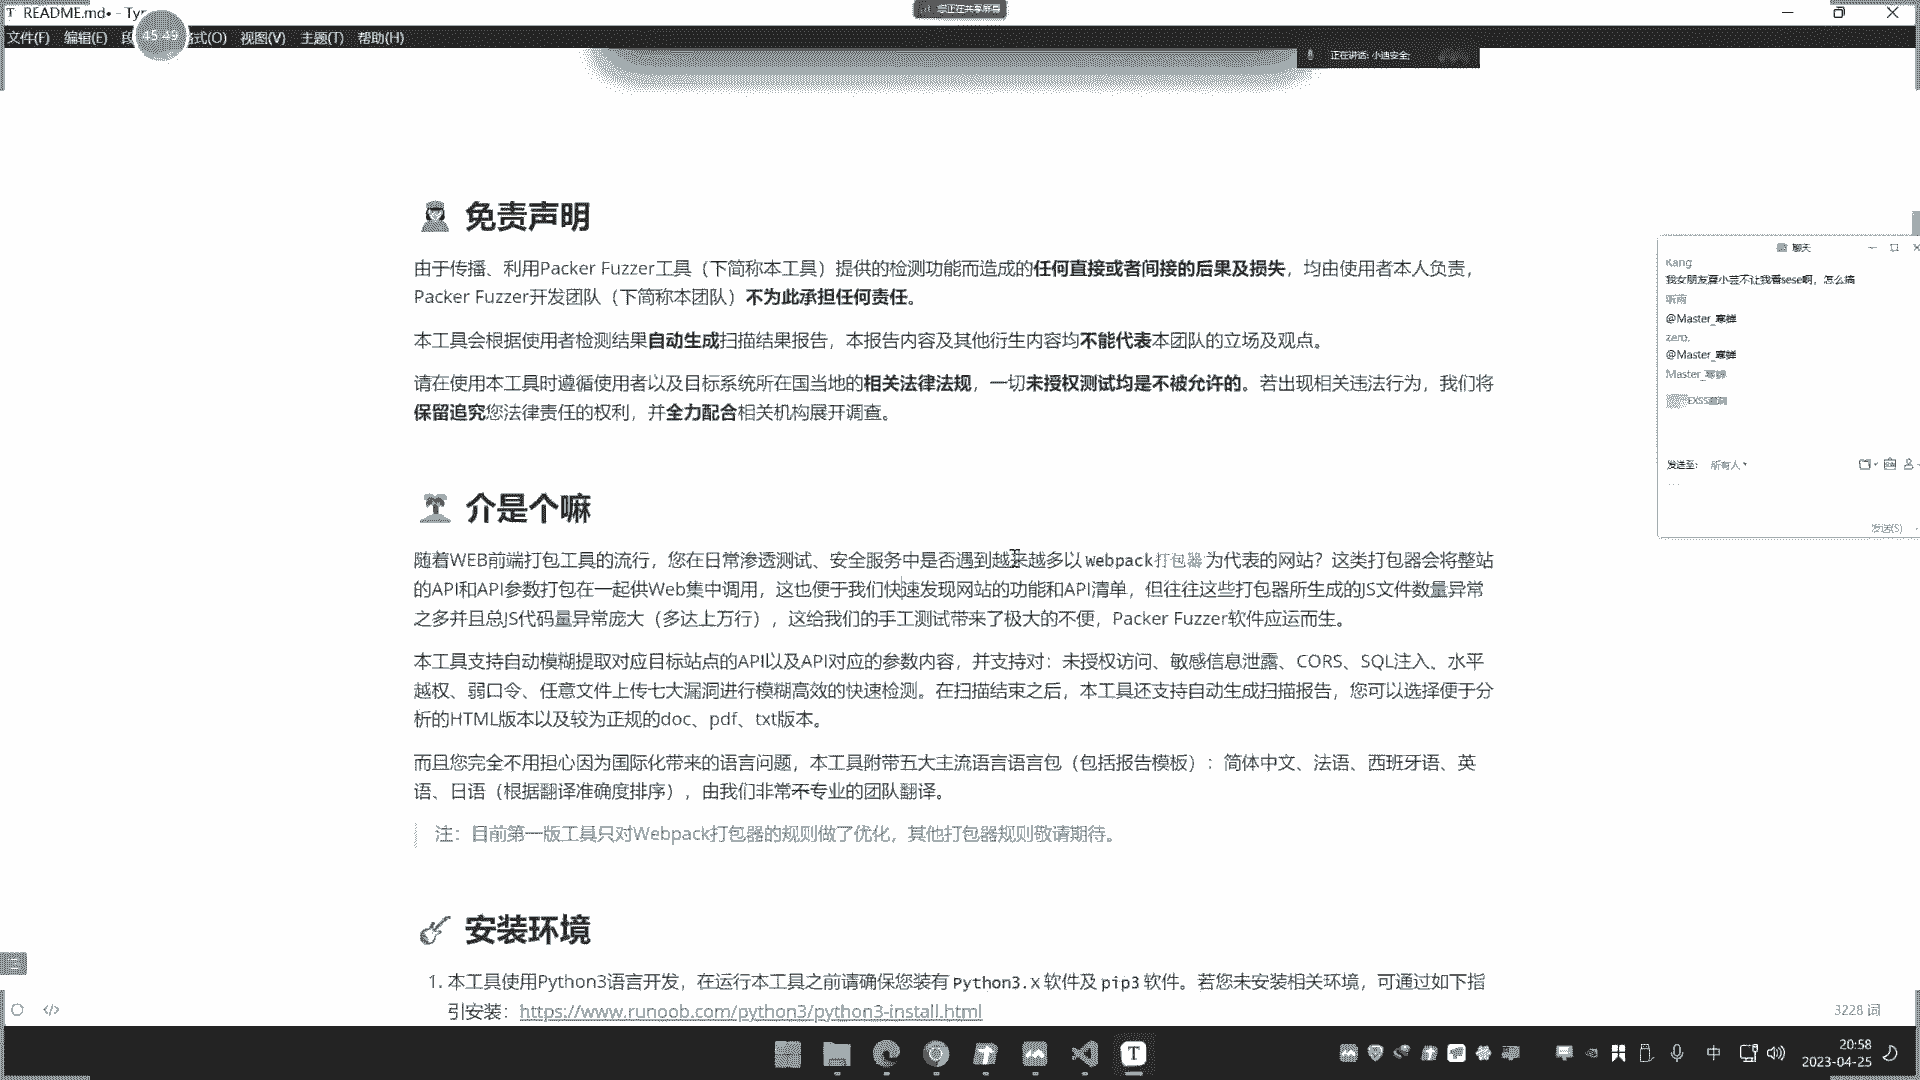 README.md• - Typ
您正在共享屏幕
文件(F) 编辑(E) 段 45:49 式(O) 视图(V) 主题(T) 帮助(H)
正在讲话: 小迪安全;
免责声明
由于传播、利用Packer Fuzzer工具（下简称本工具）提供的检测功能而造成的任何直接或者间接的后果及损失，均由使用者本人负责，
Packer Fuzzer开发团队（下简称本团队）不为此承担任何责任。
本工具会根据使用者检测结果自动生成扫描结果报告，本报告内容及其他衍生内容均不能代表本团队的立场及观点。
请在使用本工具时遵循使用者以及目标系统所在国当地的相关法律法规，一切未授权测试均是不被允许的。若出现相关违法行为，我们将
保留追究您法律责任的权利，并全力配合相关机构展开调查。
介是个嘛
随着WEB前端打包工具的流行，您在日常渗透测试、安全服务中是否遇到越来越多以 Webpack打包器 为代表的网站？这类打包器会将整站
的API和API参数打包在一起供Web集中调用，这也便于我们快速发现网站的功能和API清单，但往往这些打包器所生成的JS文件数量异常
之多并且总JS代码量异常庞大（多达上万行），这给我们的手工测试带来了极大的不便，Packer Fuzzer软件应运而生。
本工具支持自动模糊提取对应目标站点的API以及API对应的参数内容，并支持对：未授权访问、敏感信息泄露、CORS、SQL注入、水平
越权、弱口令、任意文件上传七大漏洞进行模糊高效的快速检测。在扫描结束之后，本工具还支持自动生成扫描报告，您可以选择便于分
析的HTML版本以及较为正规的doc、pdf、txt版本。
而且您完全不用担心因为国际化带来的语言问题，本工具附带五大主流语言语言包（包括报告模板）：简体中文、法语、西班牙语、英
语、日语（根据翻译准确度排序），由我们非常不专业的团队翻译。
注：目前第一版工具只对Webpack打包器的规则做了优化，其他打包器规则敬请期待。
安装环境
1. 本工具使用Python3语言开发，在运行本工具之前请确保您装有 Python3.x 软件及 pip3 软件。若您未安装相关环境，可通过如下指
引安装：https://www.runoob.com/python3/python3-install.html
聊天
Kang
我女朋友夏小芸不让我看sese啊，怎么搞
听雨
@Master_寒蝉
zero.
@Master_寒蝉
Master_寒蝉
发送至: 所有人
发送(S)
3228 词
中
20:58
2023-04-25